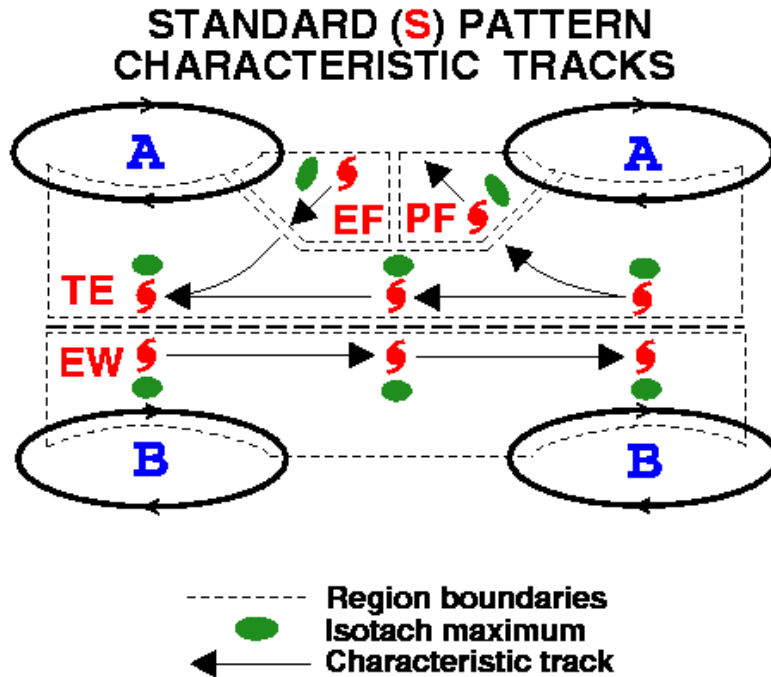 STANDARD (S) PATTERN
CHARACTERISTIC TRACKS
A
A
EF
PF
TE
EW
B
B
Region boundaries
Isotach maximum
Characteristic track